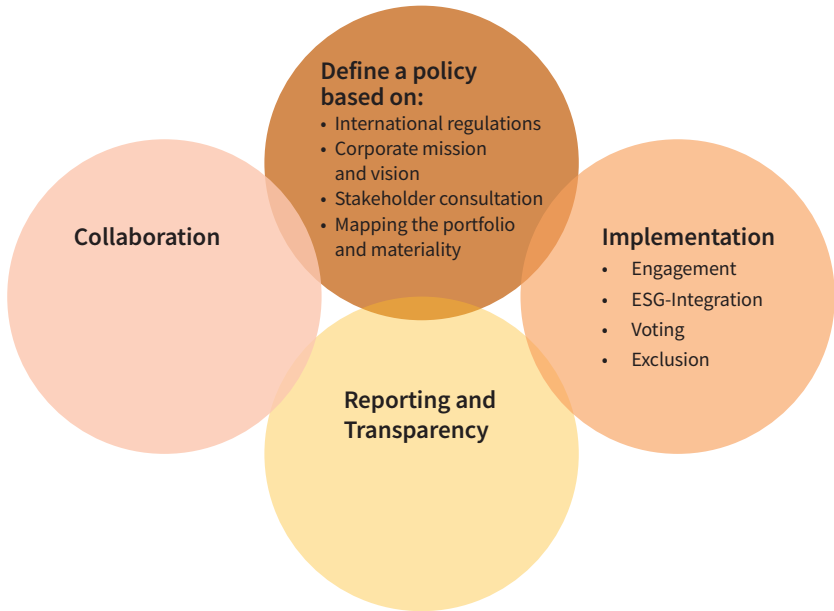 Define a policy
based on:
• International regulations
• Corporate mission
and vision
• Stakeholder consultation
• Mapping the portfolio
and materiality
Collaboration
Implementation
• Engagement
• ESG-Integration
• Voting
• Exclusion
Reporting and
Transparency